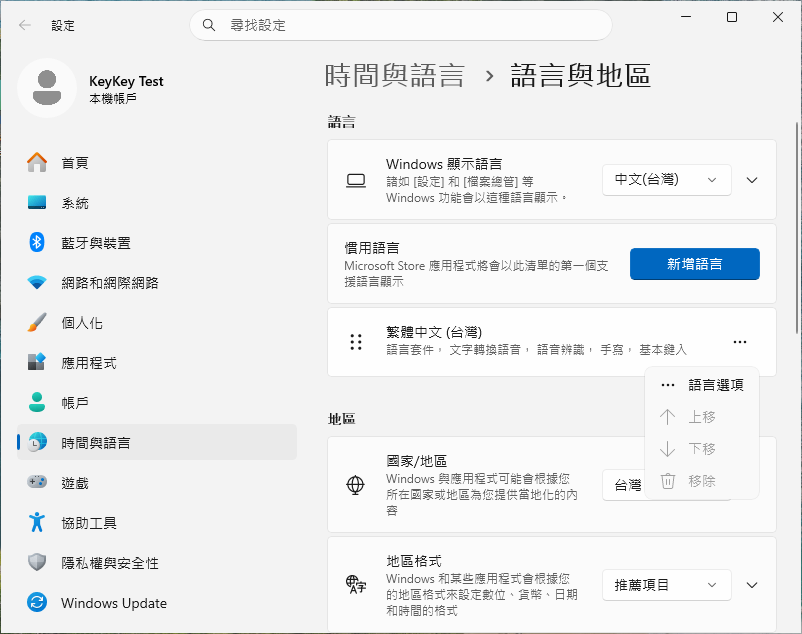 設定
尋找設定
KeyKey Test
本機帳戶
首頁
系統
藍牙與裝置
網路和網際網路
個人化
應用程式
帳戶
時間與語言
遊戲
協助工具
隱私權與安全性
Windows Update
時間與語言 › 語言與地區
語言
Windows 顯示語言
諸如 [設定] 和 [檔案總管] 等
Windows 功能會以這種語言顯示。
中文(台灣)
慣用語言
Microsoft Store 應用程式將會以此清單的第一個支
援語言顯示
新增語言
繁體中文 (台灣)
語言套件， 文字轉換語音， 語音辨識， 手寫， 基本鍵入
語言選項
上移
下移
移除
地區
國家/地區
Windows 與應用程式可能會根據您
所在國家或地區為您提供當地化的內
容
台灣
地區格式
Windows 和某些應用程式會根據您
的地區格式來設定數位、貨幣、日期
和時間的格式
推薦項目